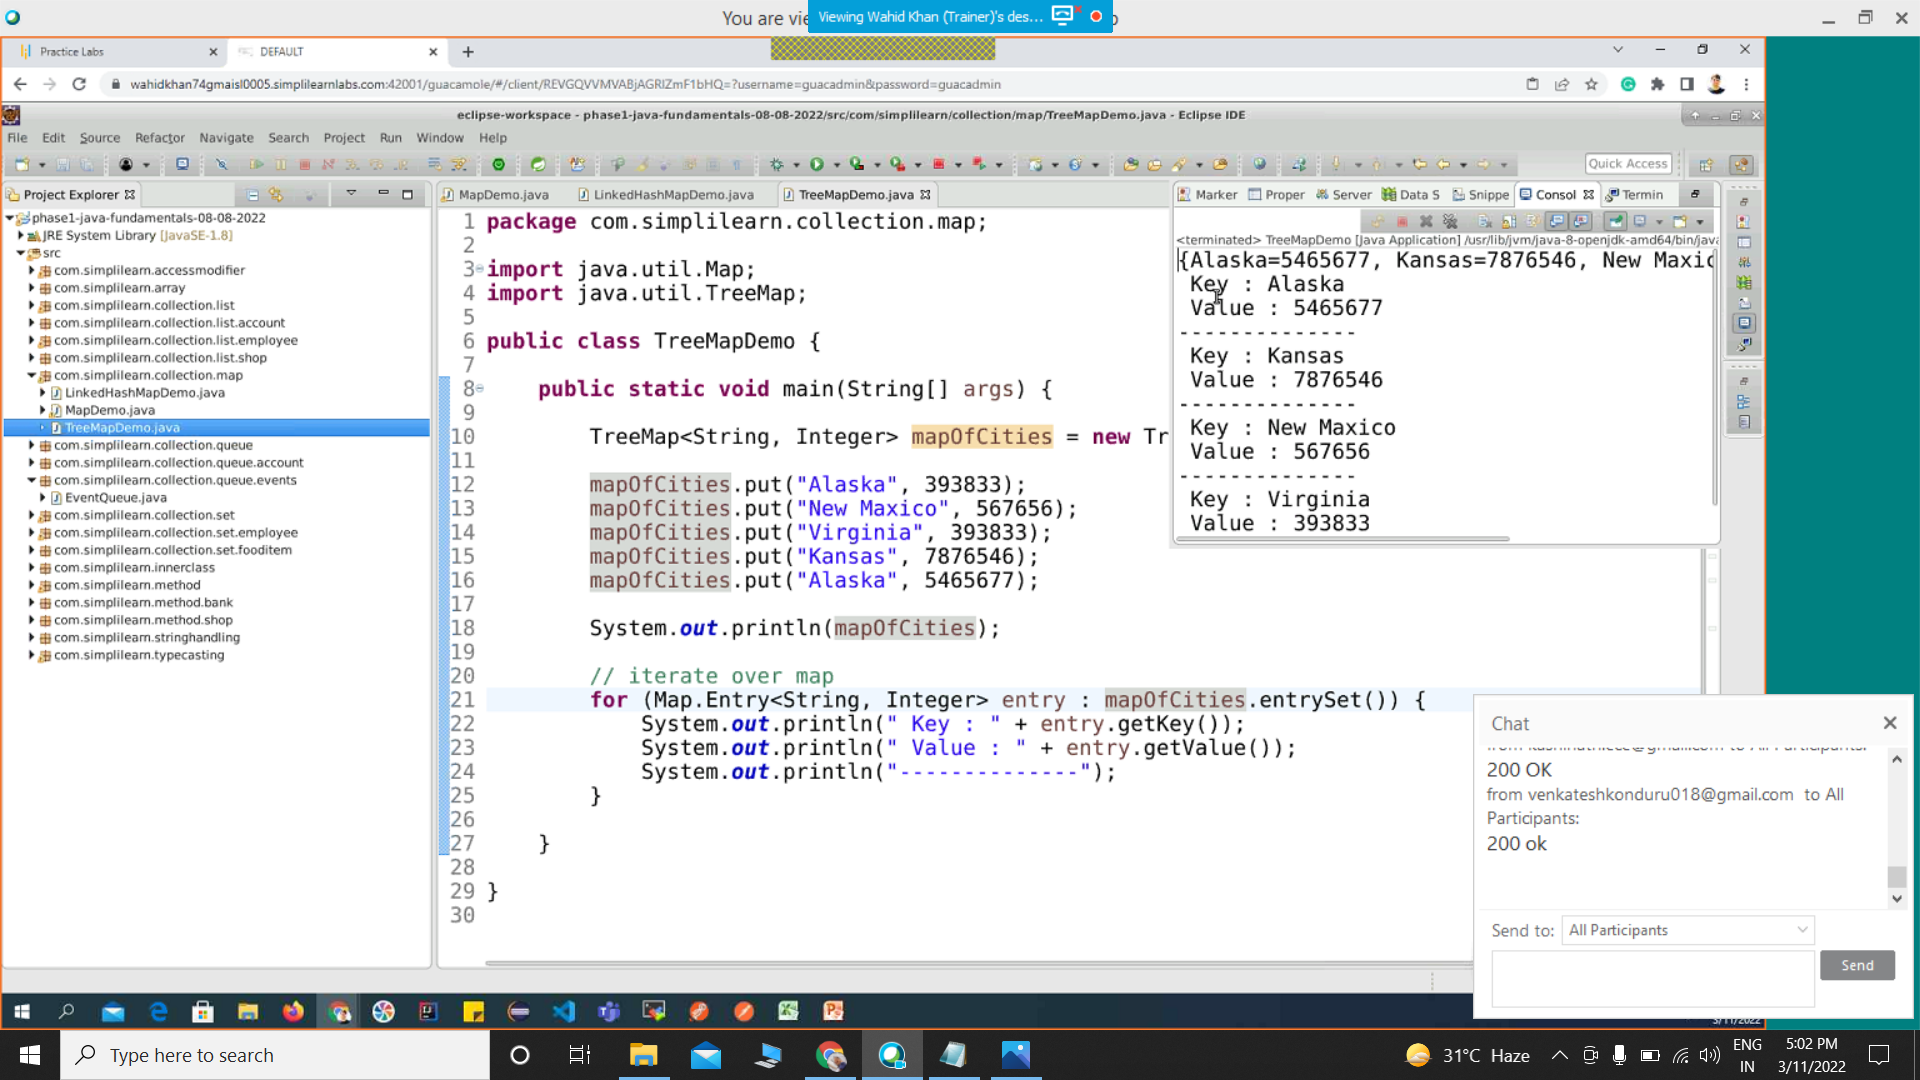 You are vie
Viewing Wahid Khan (Trainer)'s des...
Practice Labs
DEFAULT
wahidkhan74gmaisl0005.simplilearnlabs.com:42001/guacamole/#/client/REVGQVVMVABjAGRIZmF1bHQ=?username=guacadmin&password=guacadmin
eclipse-workspace - phase1-java-fundamentals-08-08-2022/src/com/simplilearn/collection/map/TreeMapDemo.java - Eclipse IDE
File Edit Source Refactor Navigate Search Project Run Window Help
Quick Access
Project Explorer
phase1-java-fundamentals-08-08-2022
JRE System Library [JavaSE-1.8]
src
com.simplilearn.accessmodifier
com.simplilearn.array
com.simplilearn.collection.list
com.simplilearn.collection.list.account
com.simplilearn.collection.list.employee
com.simplilearn.collection.list.shop
com.simplilearn.collection.map
LinkedHashMapDemo.java
MapDemo.java
TreeMapDemo.java
com.simplilearn.collection.queue
com.simplilearn.collection.queue.account
com.simplilearn.collection.queue.events
EventQueue.java
com.simplilearn.collection.set
com.simplilearn.collection.set.employee
com.simplilearn.collection.set.fooditem
com.simplilearn.innerclass
com.simplilearn.method
com.simplilearn.method.bank
com.simplilearn.method.shop
com.simplilearn.stringhandling
com.simplilearn.typecasting
MapDemo.java LinkedHashMapDemo.java TreeMapDemo.java
1 package com.simplilearn.collection.map;
2
3 import java.util.Map;
4 import java.util.TreeMap;
5
6 public class TreeMapDemo {
7
8 public static void main(String[] args) {
9
10 TreeMap<String, Integer> mapOfCities = new Tr
11
12 mapOfCities.put("Alaska", 393833);
13 mapOfCities.put("New Maxico", 567656);
14 mapOfCities.put("Virginia", 393833);
15 mapOfCities.put("Kansas", 7876546);
16 mapOfCities.put("Alaska", 5465677);
17
18 System.out.println(mapOfCities);
19
20 // iterate over map
21 for (Map.Entry<String, Integer> entry : mapOfCities.entrySet()) {
22 System.out.println(" Key : " + entry.getKey());
23 System.out.println(" Value : " + entry.getValue());
24 System.out.println("--------------");
25 }
26
27 }
28
29 }
30
Marker Proper Server Data S Snippe Consol Termin
<terminated> TreeMapDemo [Java Application] /usr/lib/jvm/java-8-openjdk-amd64/bin/java
{Alaska=5465677, Kansas=7876546, New Maxic
Key : Alaska
Value : 5465677
--------------
Key : Kansas
Value : 7876546
--------------
Key : New Maxico
Value : 567656
--------------
Key : Virginia
Value : 393833
Chat
200 OK
from venkateshkonduru018@gmail.com to All
Participants:
200 ok
Send to: All Participants
Send
3/11/2022
Type here to search
31°C Haze
ENG
IN
5:02 PM
3/11/2022